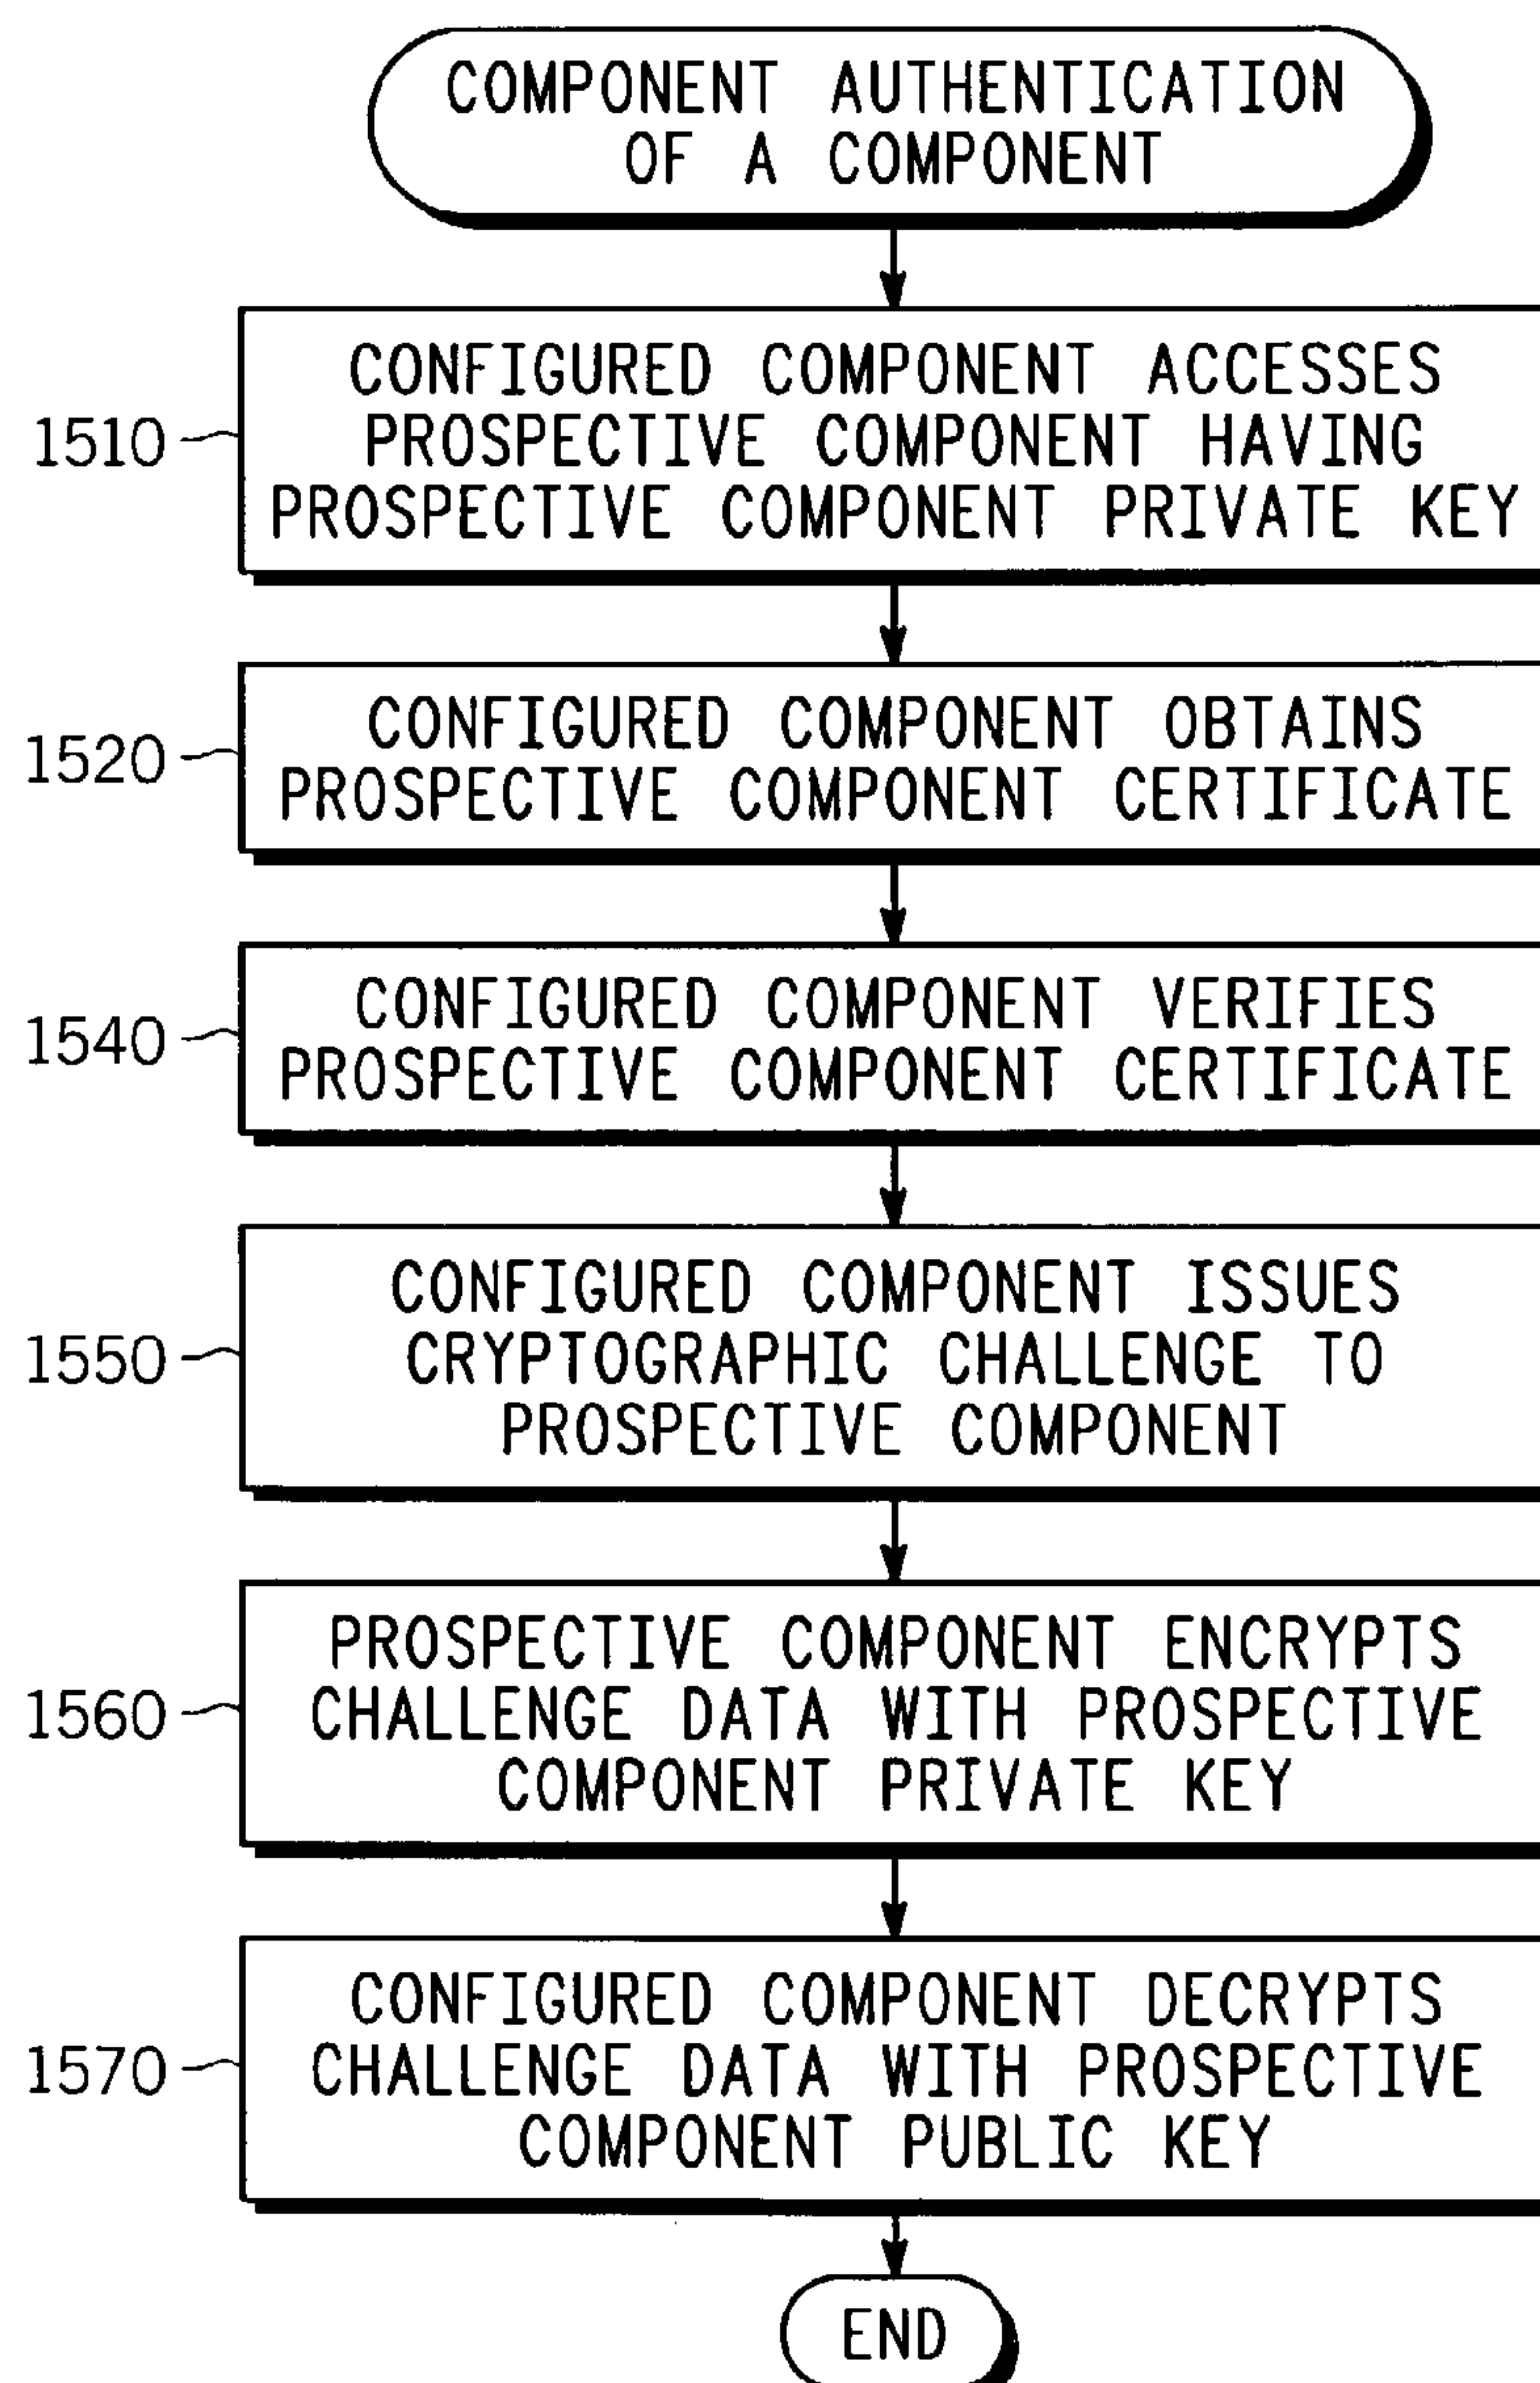 COMPONENT AUTHENTICATION
OF A COMPONENT
1510
CONFIGURED COMPONENT ACCESSES
PROSPECTIVE COMPONENT HAVING
PROSPECTIVE COMPONENT PRIVATE KEY
1520
CONFIGURED COMPONENT OBTAINS
PROSPECTIVE COMPONENT CERTIFICATE
1540
CONFIGURED COMPONENT VERIFIES
PROSPECTIVE COMPONENT CERTIFICATE
1550
CONFIGURED COMPONENT ISSUES
CRYPTOGRAPHIC CHALLENGE TO
PROSPECTIVE COMPONENT
1560
PROSPECTIVE COMPONENT ENCRYPTS
CHALLENGE DATA WITH PROSPECTIVE
COMPONENT PRIVATE KEY
1570
CONFIGURED COMPONENT DECRYPTS
CHALLENGE DATA WITH PROSPECTIVE
COMPONENT PUBLIC KEY
END